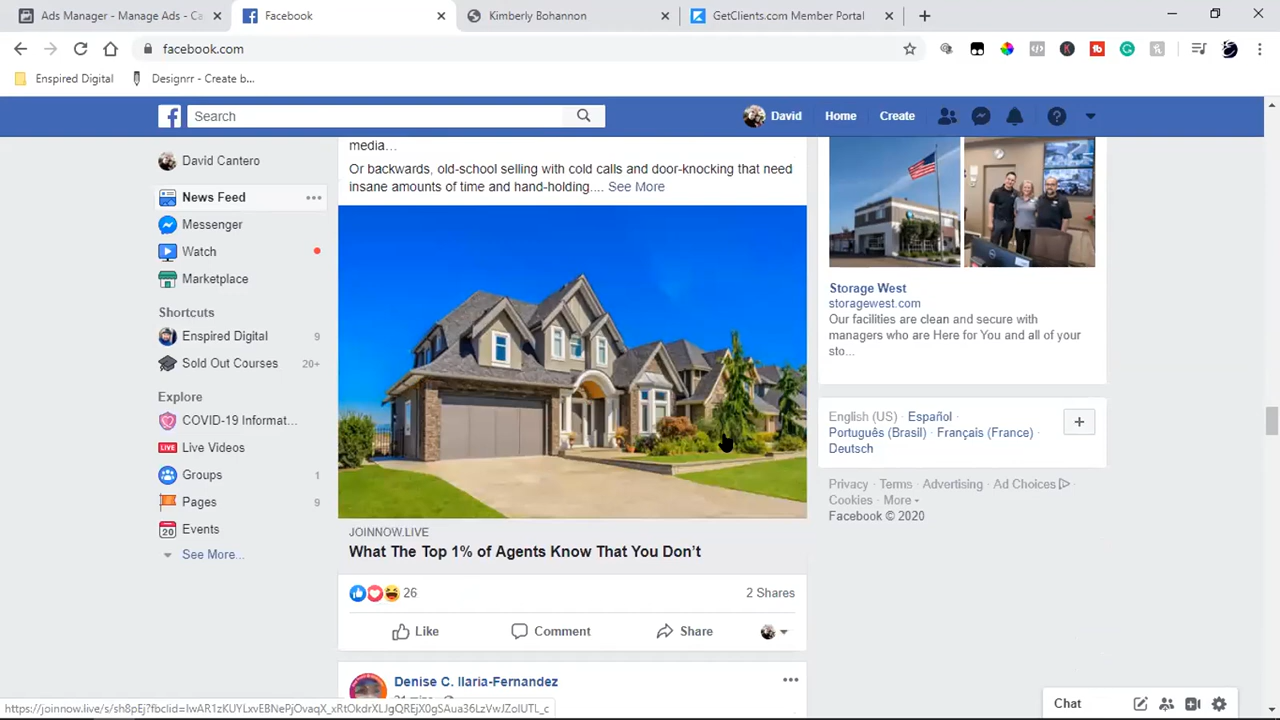 Ads Manager - Manage Ads - Ca
Facebook
Kimberly Bohannon
GetClients.com Member Portal
facebook.com
Enspired Digital
Designrr - Create b...
Search
David
Home
Create
David Cantero
News Feed
Messenger
Watch
Marketplace
Shortcuts
Enspired Digital 9
Sold Out Courses 20+
Explore
COVID-19 Informat...
Live Videos
Groups 1
Pages 9
Events
See More...
media...
Or backwards, old-school selling with cold calls and door-knocking that need
insane amounts of time and hand-holding.... See More
JOINNOW.LIVE
What The Top 1% of Agents Know That You Don't
26
2 Shares
Like
Comment
Share
Denise C. Ilaria-Fernandez
Storage West
storagewest.com
Our facilities are clean and secure with
managers who are Here for You and all of your
sto...
English (US) · Español ·
Português (Brasil) · Français (France) ·
Deutsch
Privacy · Terms · Advertising · Ad Choices ·
Cookies · More
Facebook © 2020
Chat